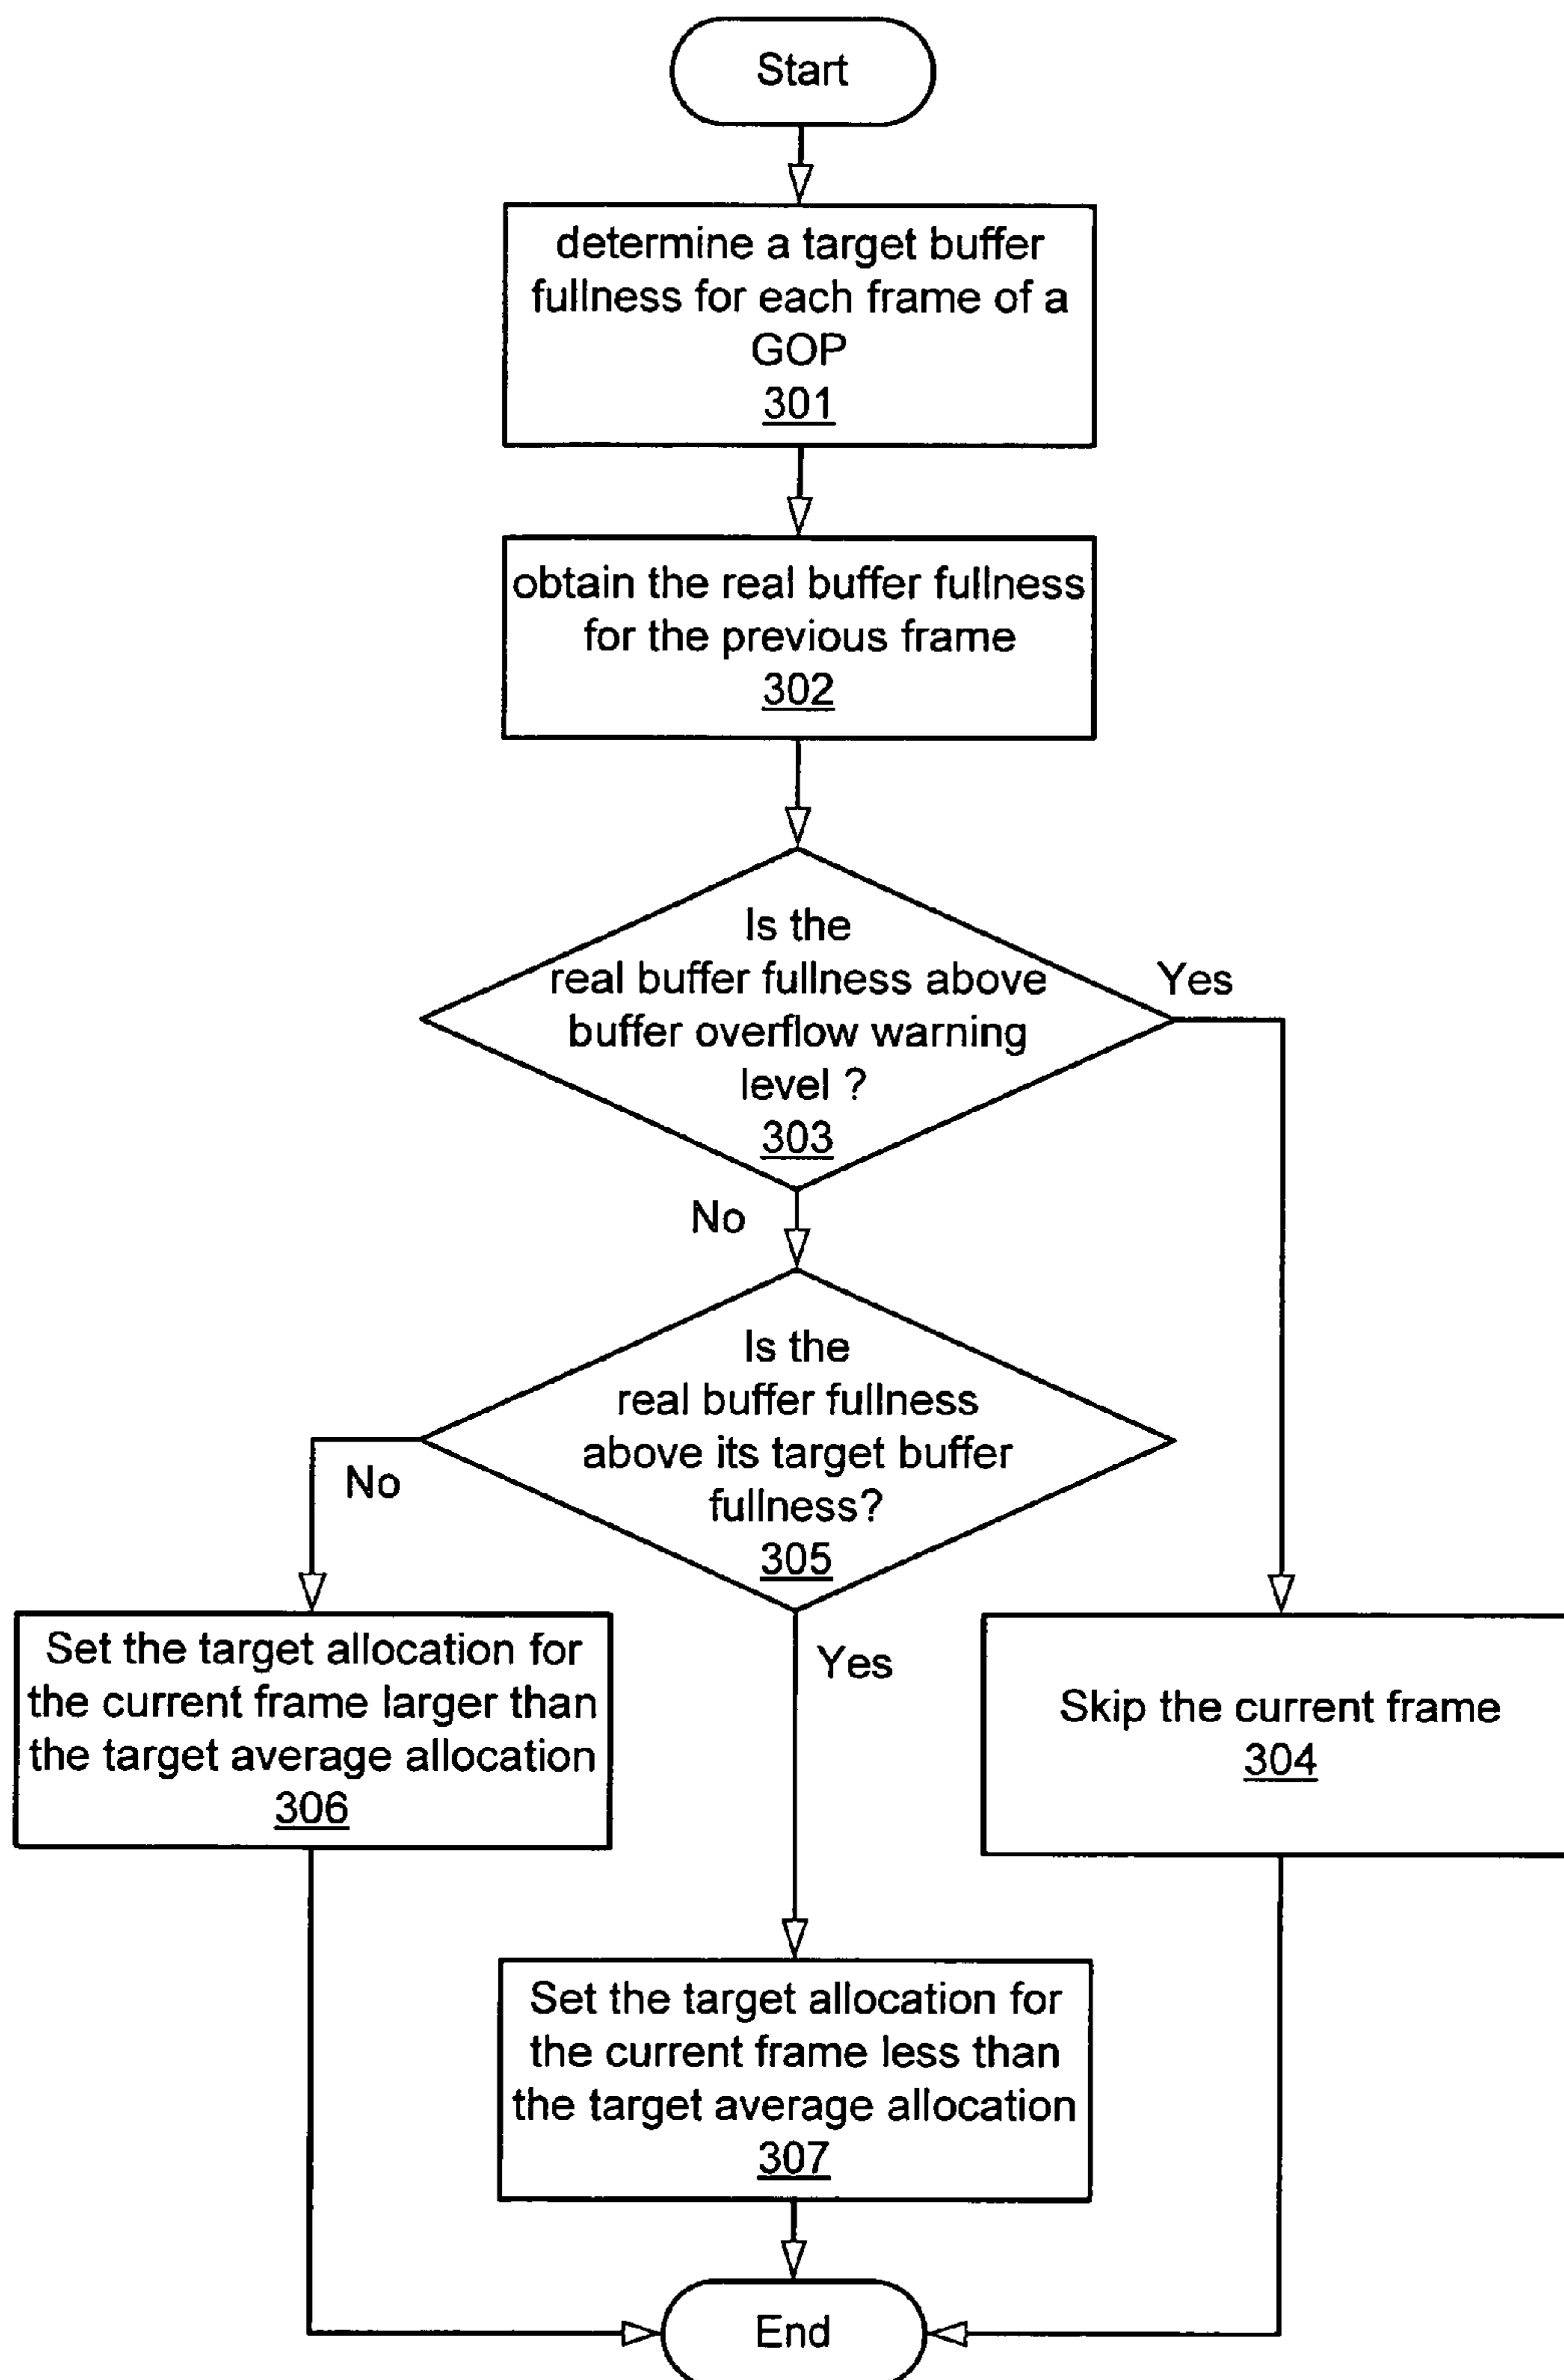 Start
determine a target buffer
fullness for each frame of a
GOP
301
obtain the real buffer fullness
for the previous frame
302
Is the
real buffer fullness above
buffer overflow warning
level ?
303
Yes
No
Is the
real buffer fullness
above its target buffer
fullness?
305
No
Yes
Set the target allocation for
the current frame larger than
the target average allocation
306
Skip the current frame
304
Set the target allocation for
the current frame less than
the target average allocation
307
End